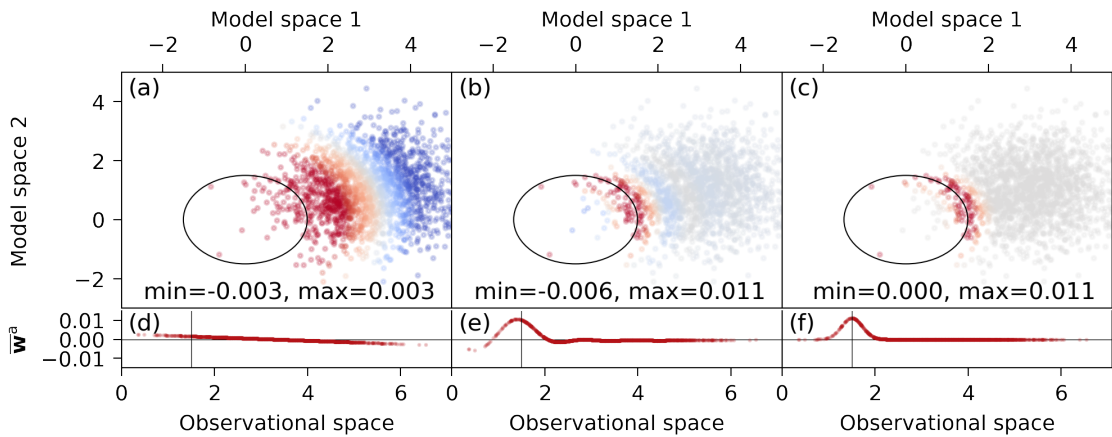 Model space 1 Model space 1 Model space 1
−2 0 2 4 −2 0 2 4 −2 0 2 4
(a) (b) (c)
4
2
0
−2
Model space 2
min=-0.003, max=0.003 min=-0.006, max=0.011 min=0.000, max=0.011
(d) (e) (f)
0.01
0.00
−0.01
w̅ᵃ
0 2 4 6 2 4 6 2 4 6
Observational space Observational space Observational space